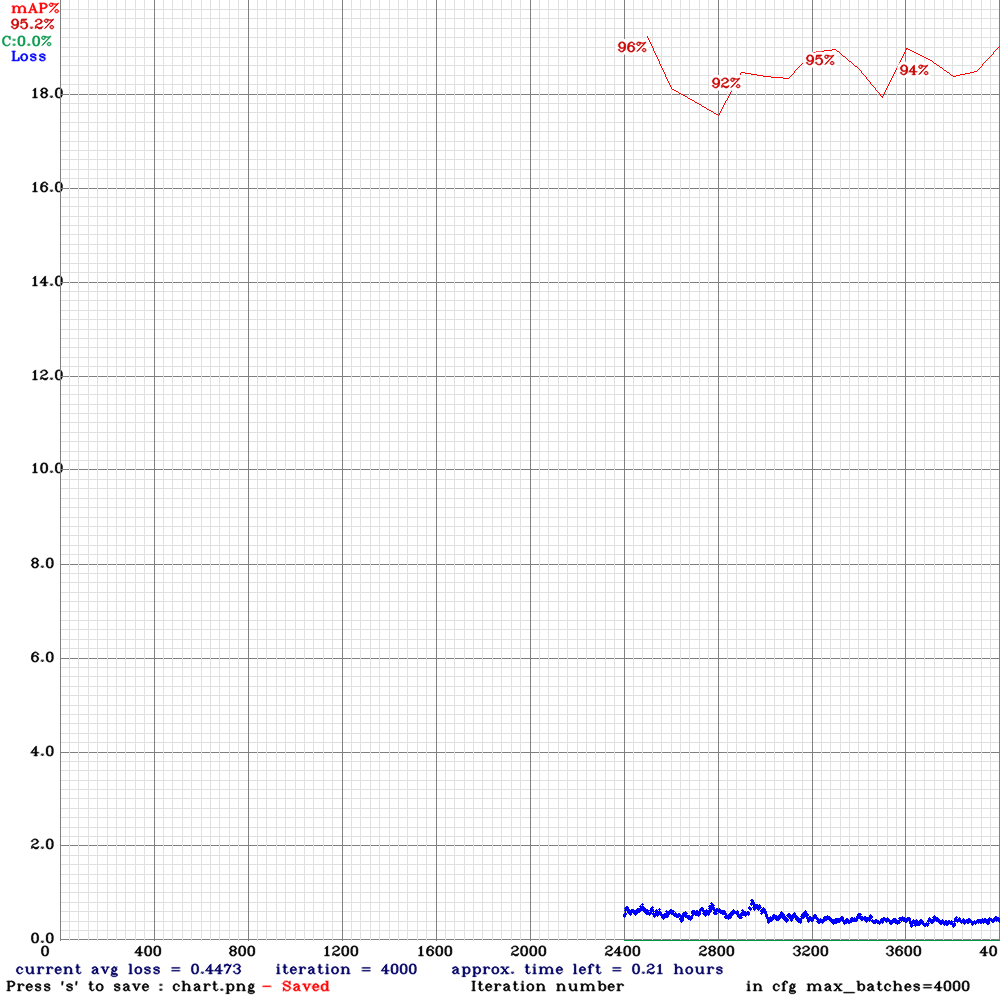 mAP%
95.2%
C:0.0%
Loss
96%
92%
95%
94%
18.0
16.0
14.0
12.0
10.0
8.0
6.0
4.0
2.0
0.0
0 400 800 1200 1600 2000 2400 2800 3200 3600 40
current avg loss = 0.4473 iteration = 4000 approx. time left = 0.21 hours
Press 's' to save : chart.png - Saved Iteration number in cfg max_batches=4000